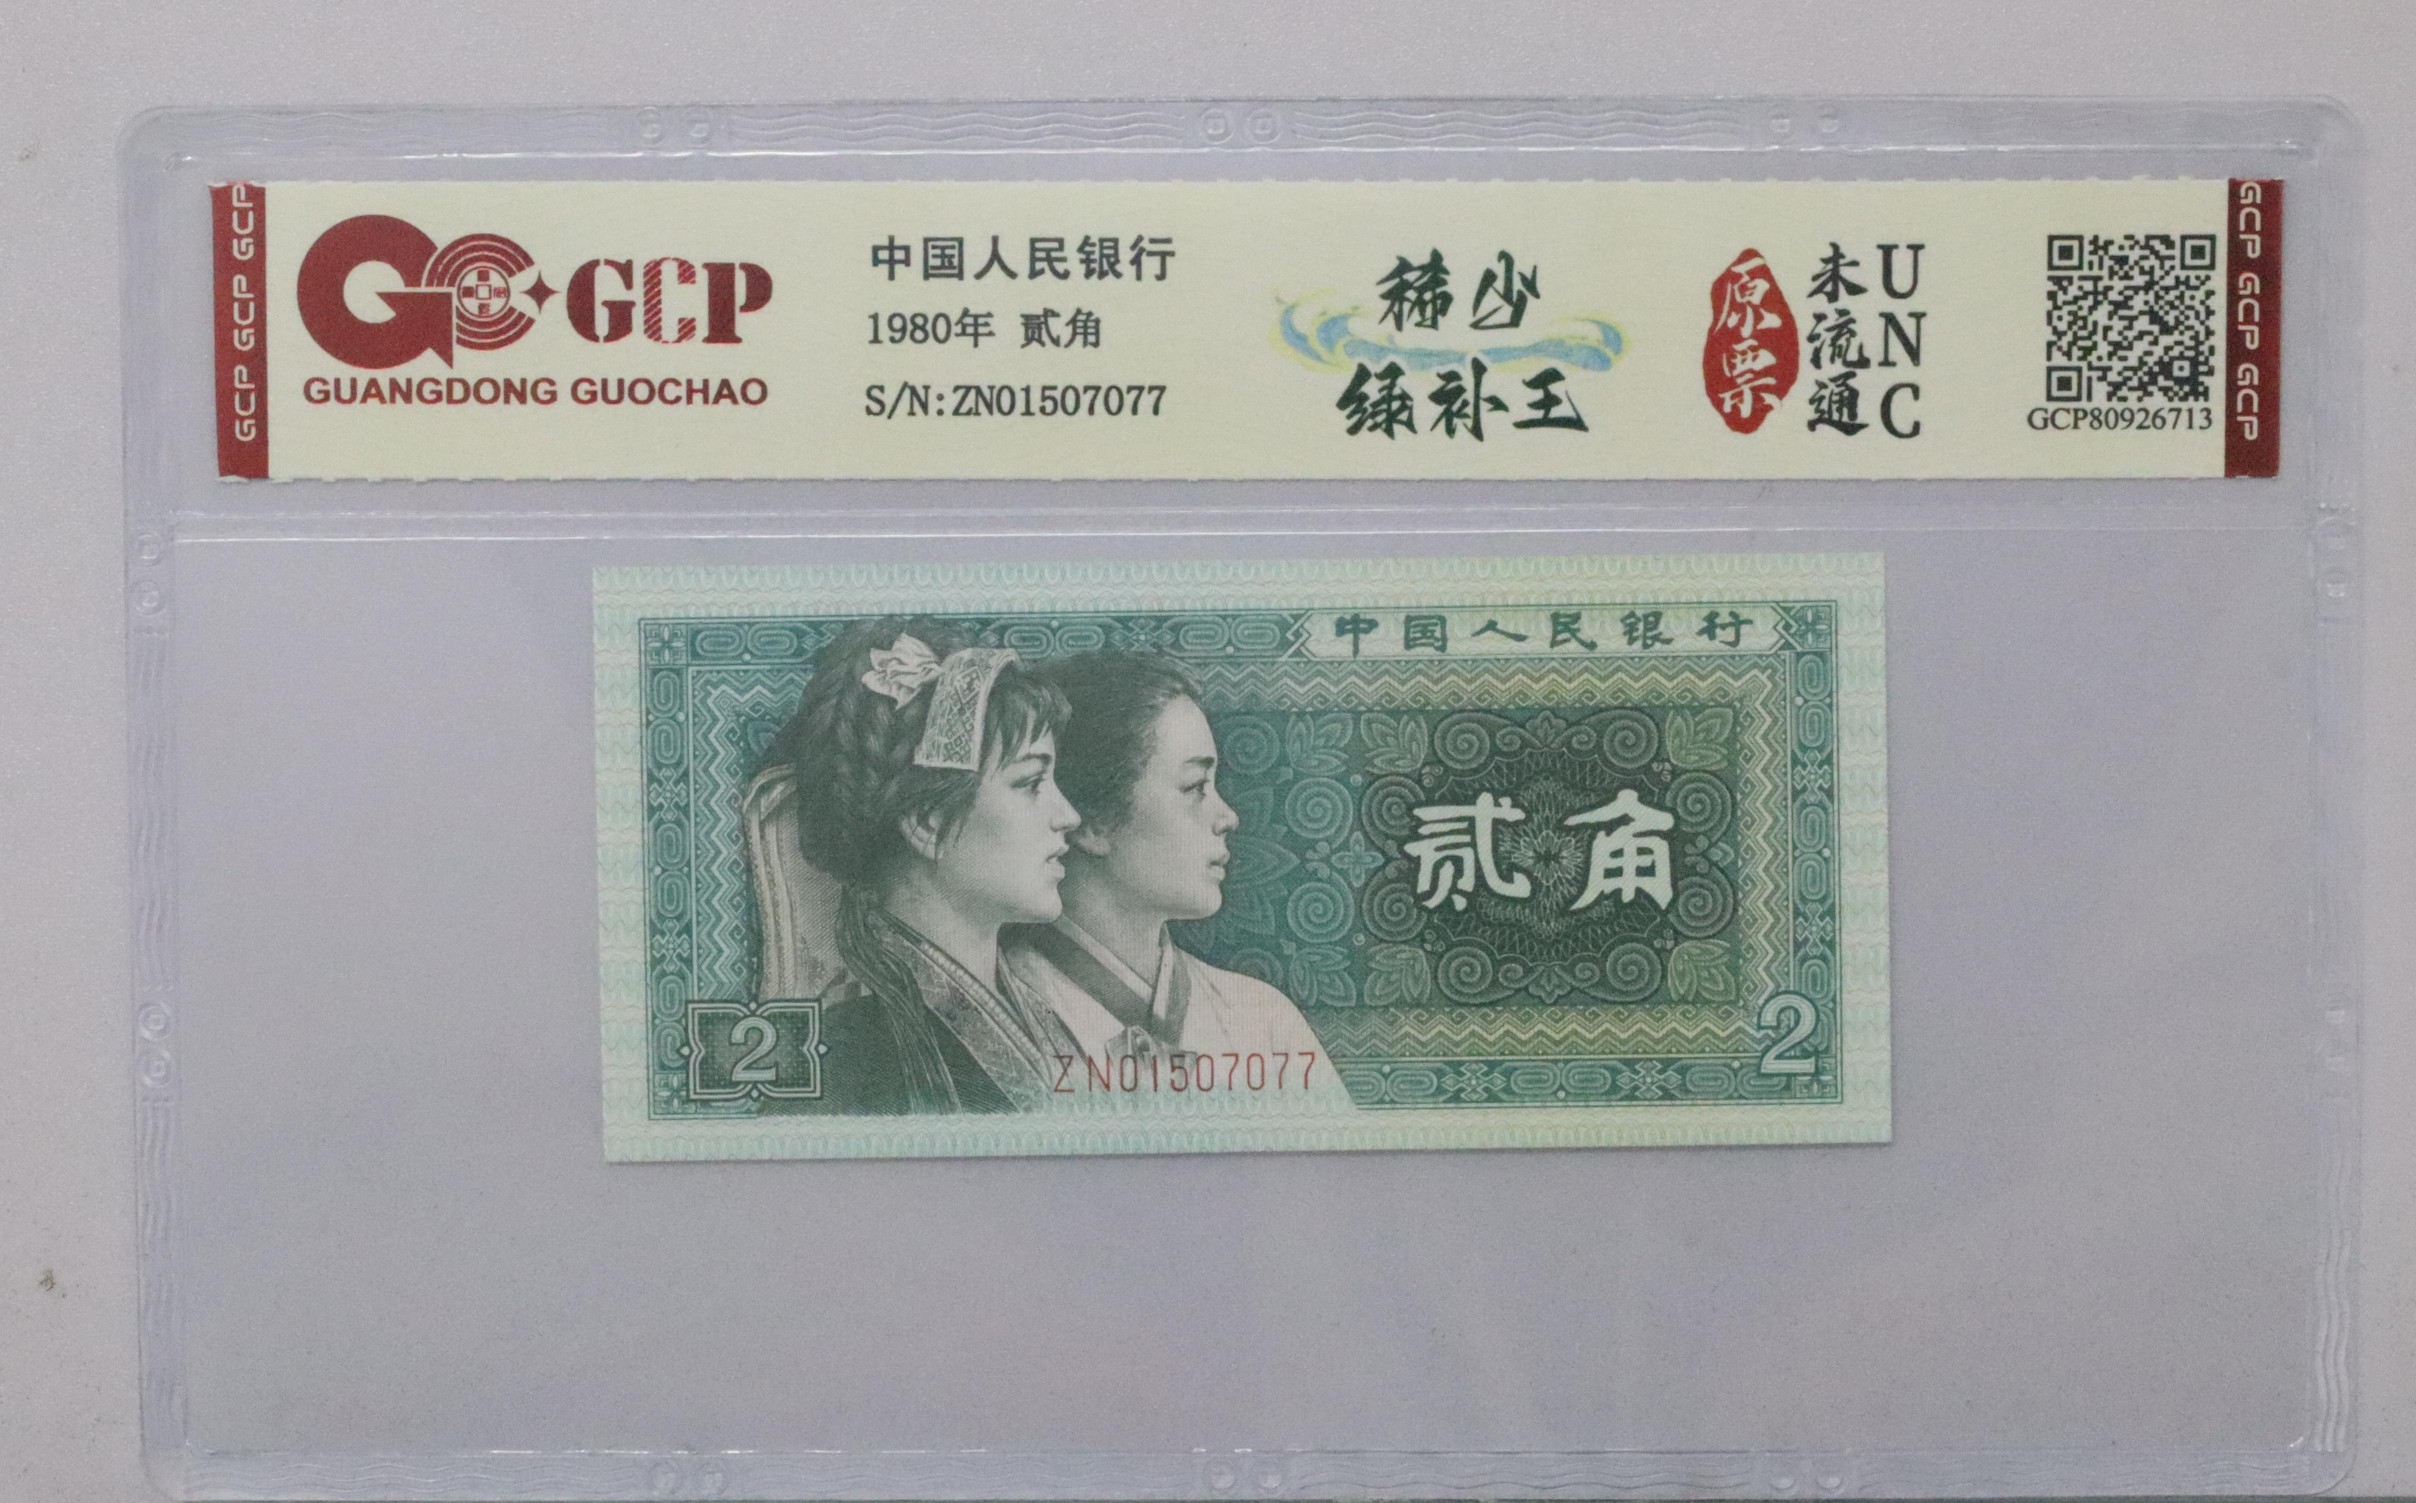 GCP GCP GCP
GCP
GUANGDONG GUOCHAO
中国人民银行
1980年 贰角
S/N:ZN01507077
稀少
绿补王
原票
未流通
UNC
GCP80926713
GCP GCP GCP
中国人民银行
贰角
2
2
ZN01507077